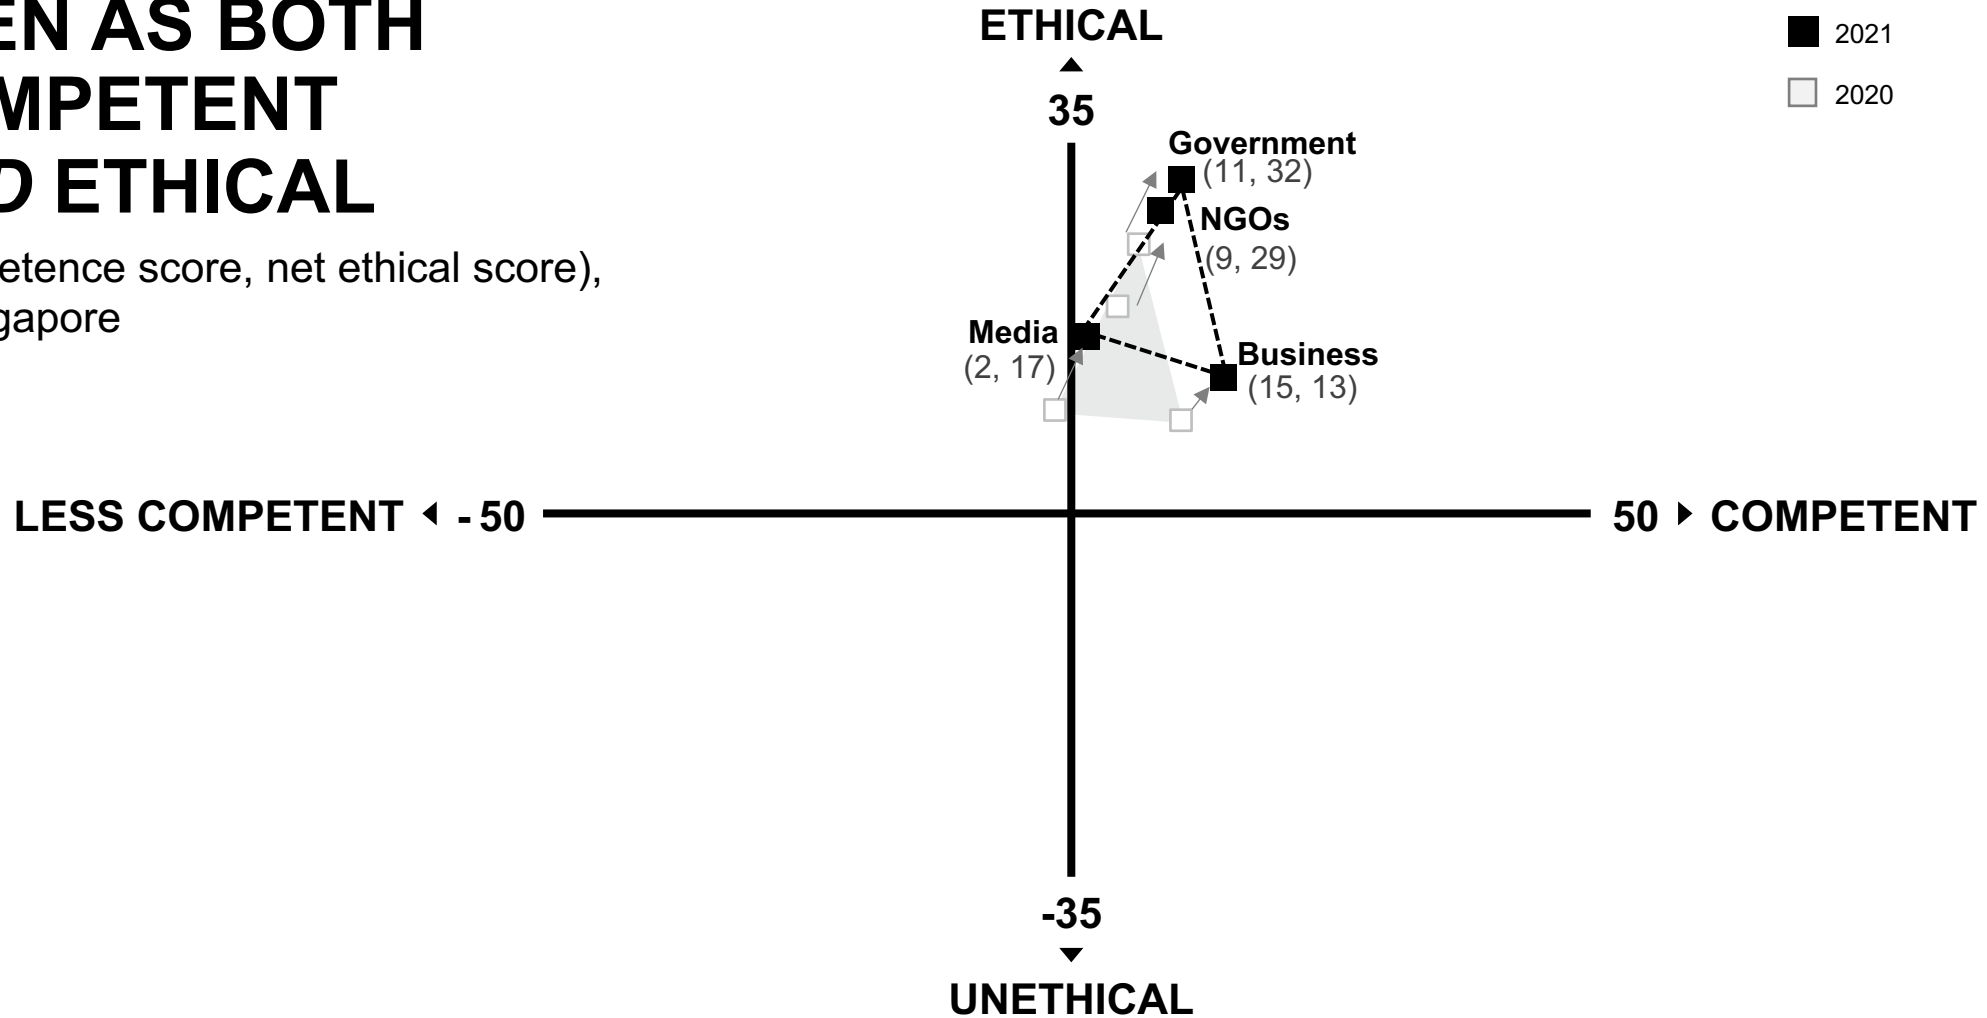 EN AS BOTH
MPETENT
D ETHICAL
etence score, net ethical score),
gapore
ETHICAL
35
2021
2020
Government
(11, 32)
NGOs
(9, 29)
Media
(2, 17)
Business
(15, 13)
LESS COMPETENT - 50
50 COMPETENT
-35
UNETHICAL